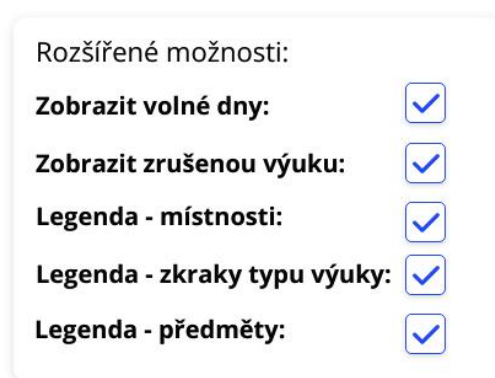 Rozšířené možnosti:
Zobrazit volné dny:
Zobrazit zrušenou výuku:
Legenda - místnosti:
Legenda - zkraky typu výuky:
Legenda - předměty: